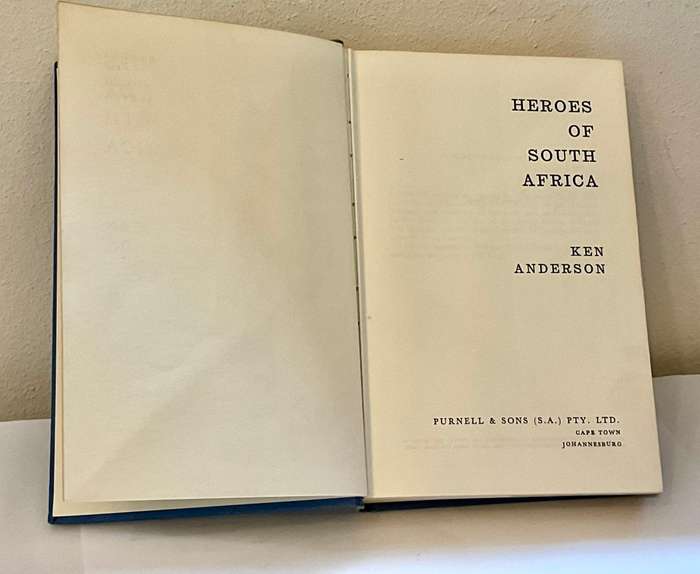 HEROES
OF
SOUTH
AFRICA
KEN
ANDERSON
PURNELL & SONS (S.A.) PTY. LTD.
CAPE TOWN
JOHANNESBURG